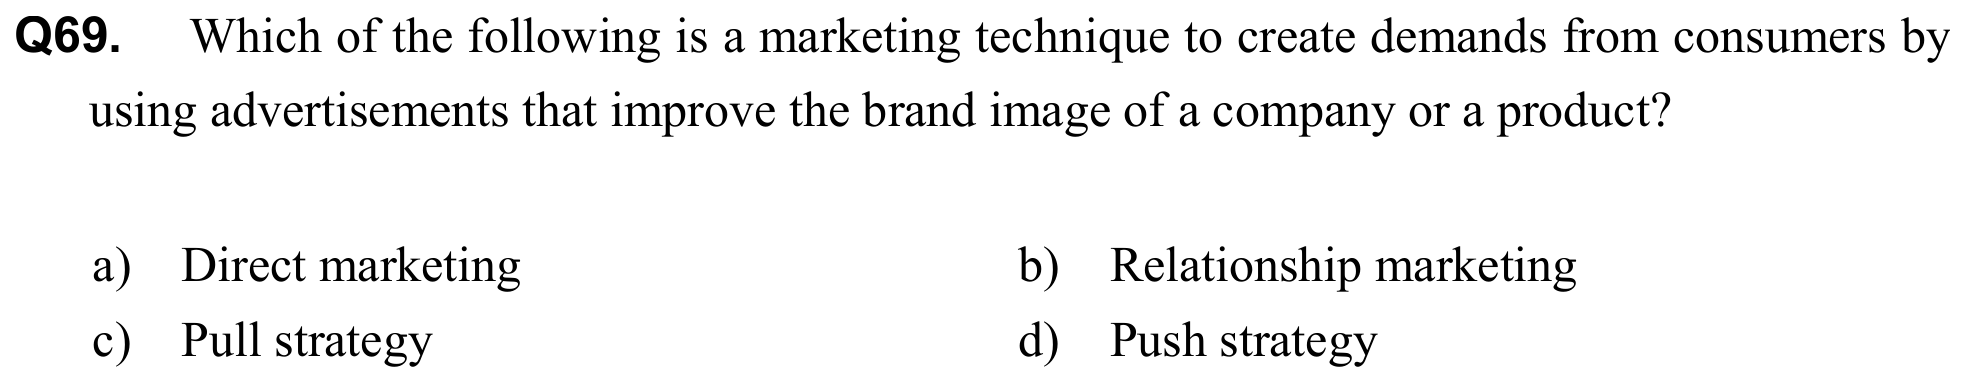 Q69. Which of the following is a marketing technique to create demands from consumers by
using advertisements that improve the brand image of a company or a product?
a) Direct marketing b) Relationship marketing
c) Pull strategy d) Push strategy